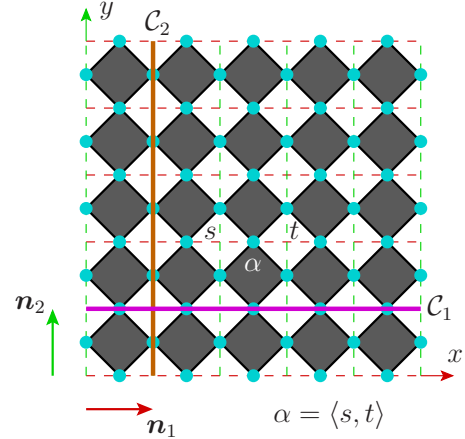 y
𝒞₂
s
t
α
𝒏₂
𝒞₁
x
𝒏₁
α = ⟨s, t⟩